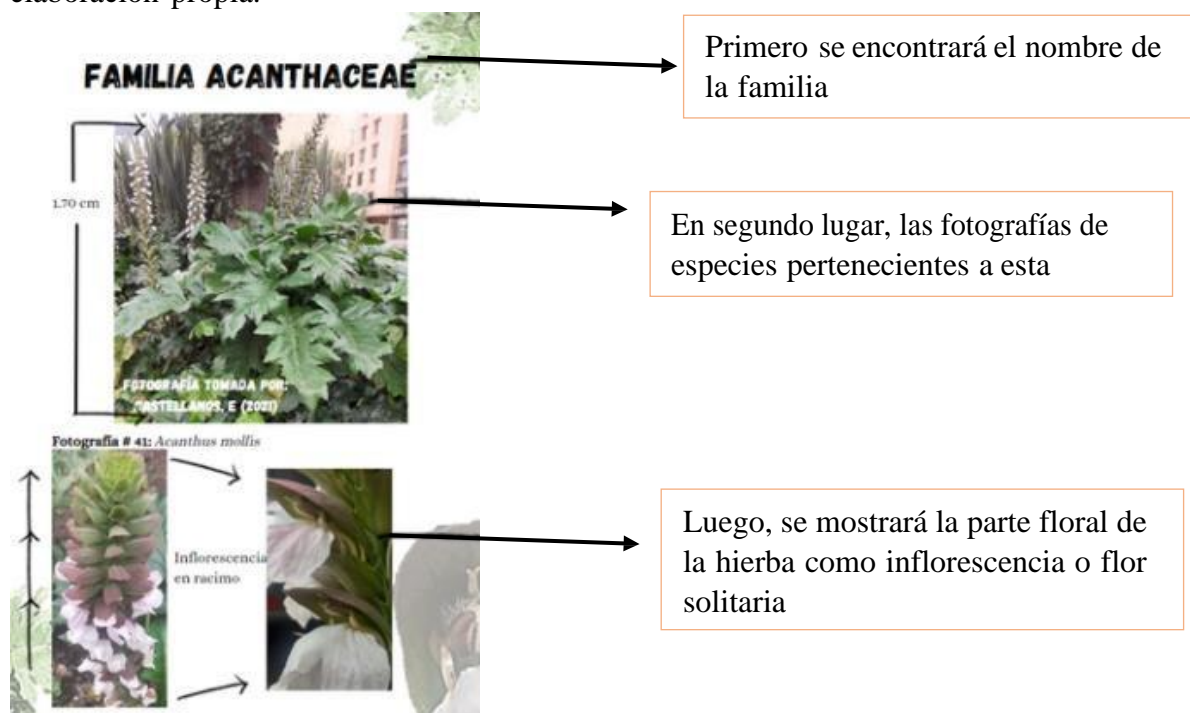 elaboración propia.
FAMILIA ACANTHACEAE
Primero se encontrará el nombre de
la familia
1.70 cm
En segundo lugar, las fotografías de
especies pertenecientes a esta
FOTOGRAFÍA TOMADA POR:
CASTELLANOS, E (2021)
Fotografía # 41: Acanthus mollis
Inflorescencia
en racimo
Luego, se mostrará la parte floral de
la hierba como inflorescencia o flor
solitaria